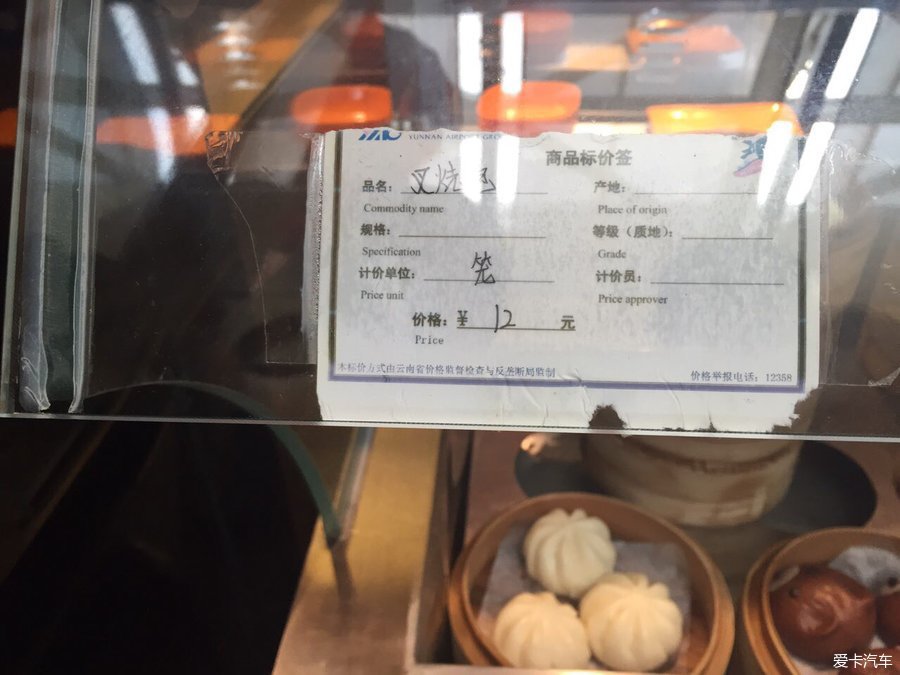 YUNNAN AIRPORT GROUP
商品标价签
品名：叉烧包 产地：
Commodity name Place of origin
规格： 等级（质地）：
Specification Grade
计价单位：笼 计价员：
Price unit Price approver
价格：¥ 12 元
Price
本标价方式由云南省价格监督检查与反垄断局监制 价格举报电话：12358
爱卡汽车